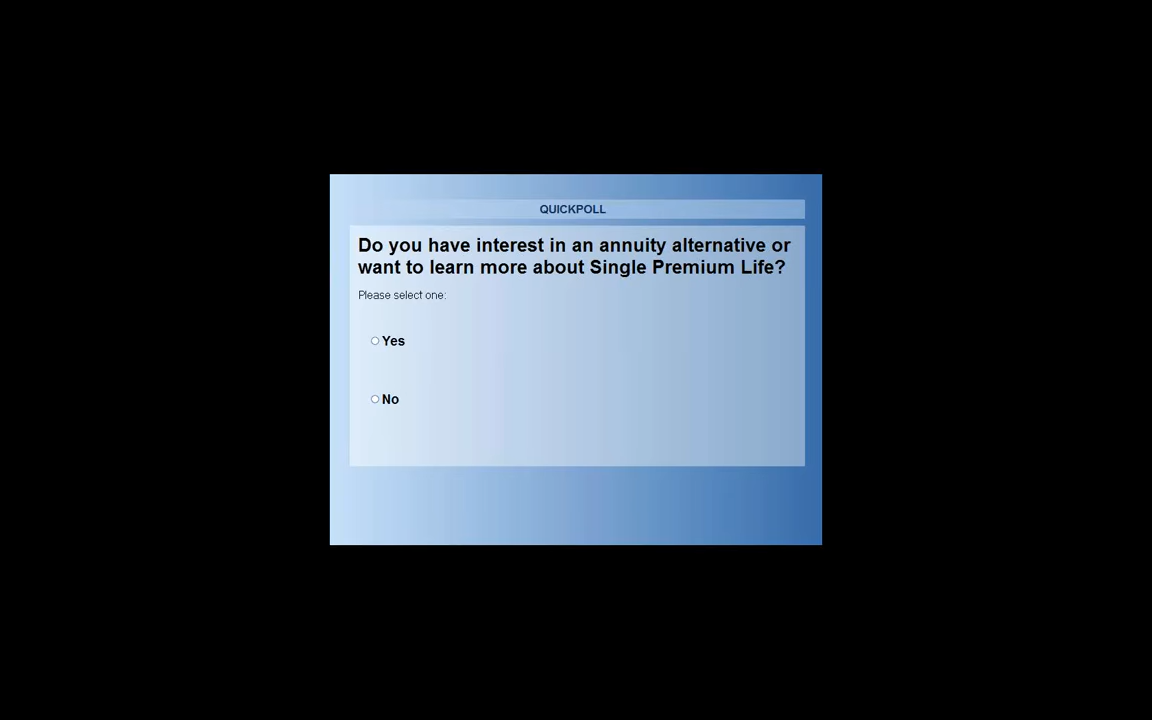 QUICKPOLL
Do you have interest in an annuity alternative or
want to learn more about Single Premium Life?
Please select one:
Yes
No